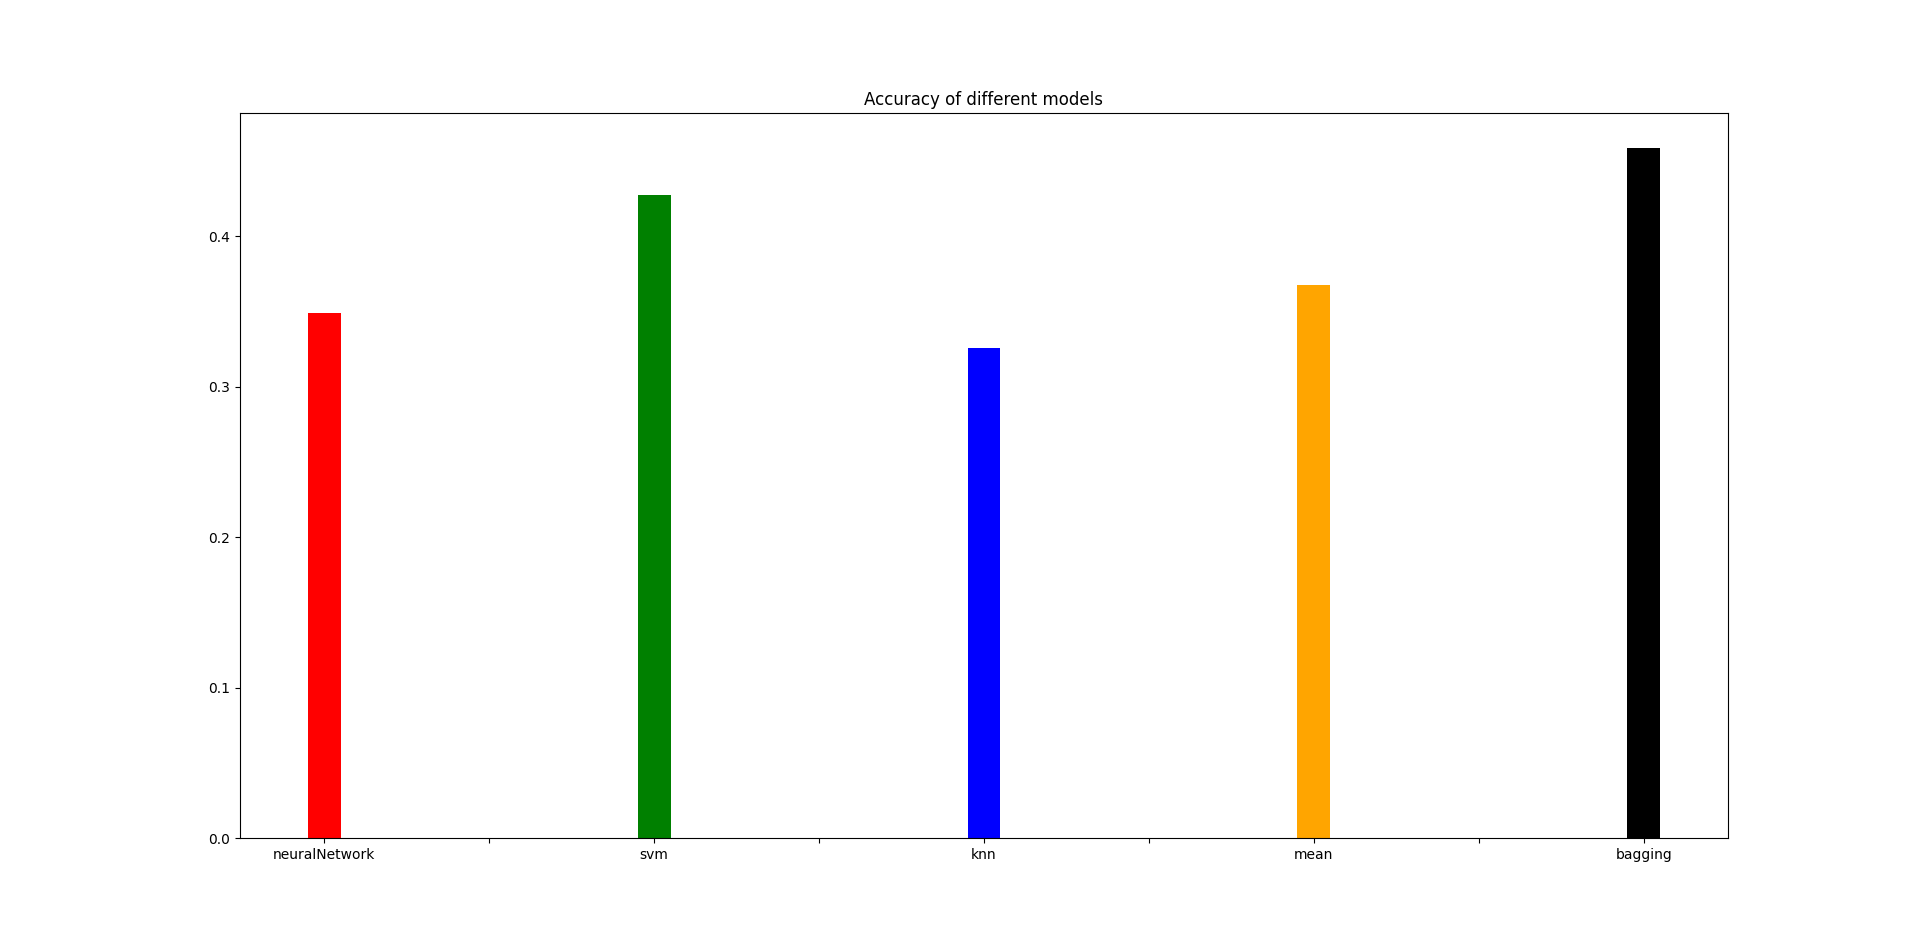 Accuracy of different models
0.4
0.3
0.2
0.1
0.0
neuralNetwork svm knn mean bagging